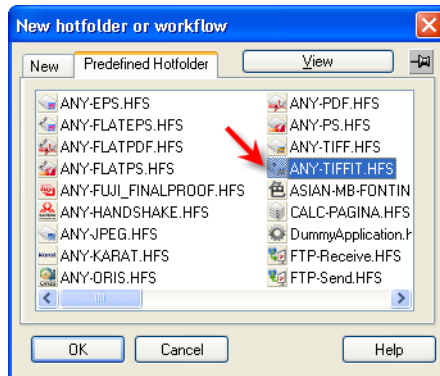 New hotfolder or workflow
New
Predefined Hotfolder
View
ANY-EPS.HFS
ANY-FLATEPS.HFS
ANY-FLATPDF.HFS
ANY-FLATPS.HFS
ANY-FUJI_FINALPROOF.HFS
ANY-HANDSHAKE.HFS
ANY-JPEG.HFS
ANY-KARAT.HFS
ANY-ORIS.HFS
ANY-PDF.HFS
ANY-PS.HFS
ANY-TIFF.HFS
ANY-TIFFIT.HFS
色 ASIAN-MB-FONTIN
CALC-PAGINA.HFS
DummyApplication.h
FTP-Receive.HFS
FTP-Send.HFS
OK
Cancel
Help